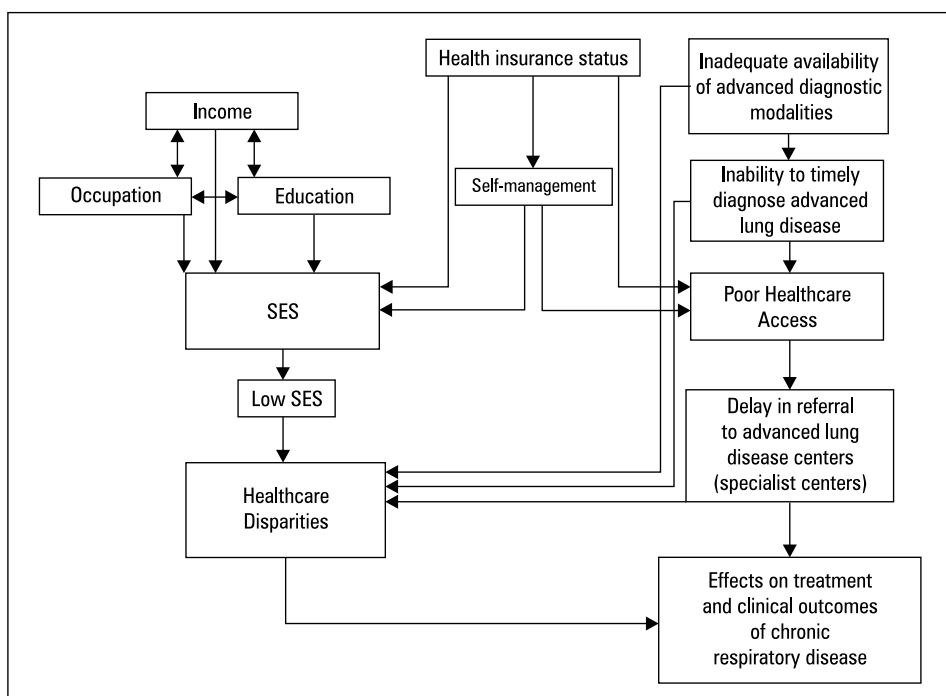 Health insurance status
Inadequate availability
of advanced diagnostic
modalities
Income
Occupation
Education
Self-management
Inability to timely
diagnose advanced
lung disease
SES
Poor Healthcare
Access
Low SES
Delay in referral
to advanced lung
disease centers
(specialist centers)
Healthcare
Disparities
Effects on treatment
and clinical outcomes
of chronic
respiratory disease